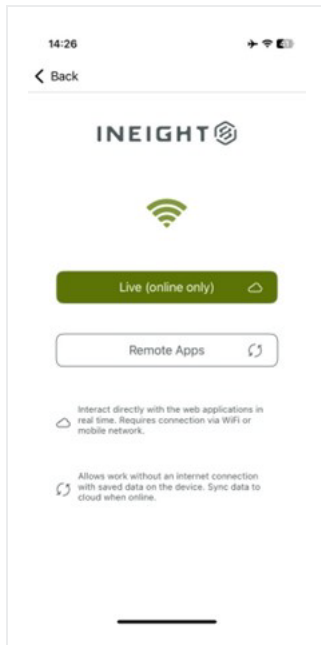 14:26
Back
INEIGHT
Live (online only)
Remote Apps
Interact directly with the web applications in
real time. Requires connection via WiFi or
mobile network.
Allows work without an internet connection
with saved data on the device. Sync data to
cloud when online.